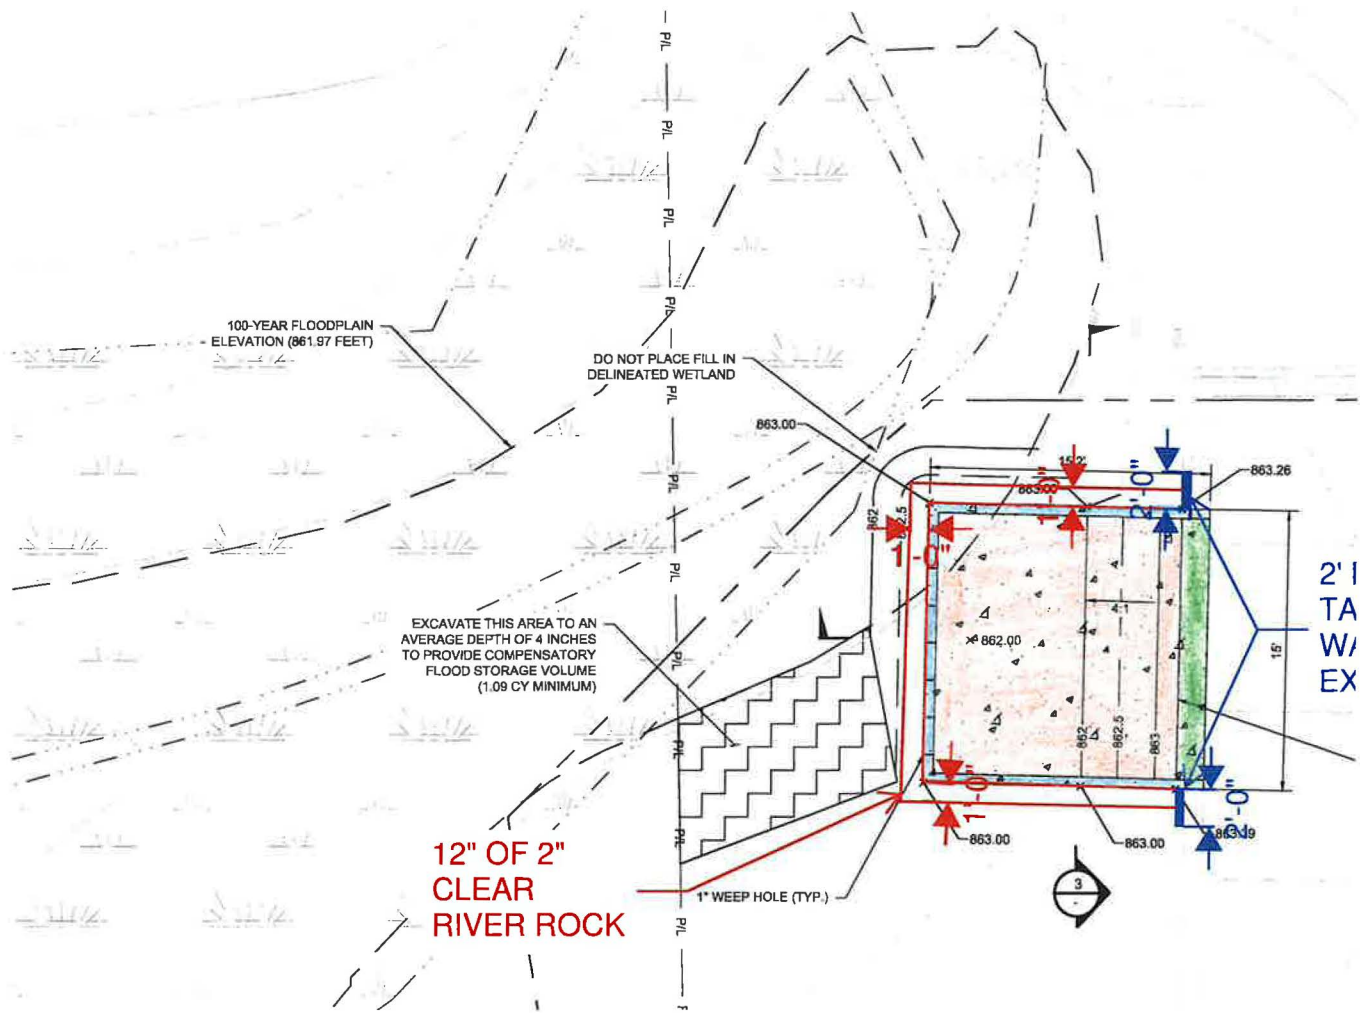 P/L
P/L
P/L
P/L
P/L
P/L
P/L
P/L
P/L
P/L
P/L
P/L
100-YEAR FLOODPLAIN
ELEVATION (861.97 FEET)
DO NOT PLACE FILL IN
DELINEATED WETLAND
863.00
15.2'
863.26
863.00
1'-0"
2'-0"
862
1'-0"
862.00
4:1
15'
862
862.5
863
2'
TA
WA
EX
EXCAVATE THIS AREA TO AN
AVERAGE DEPTH OF 4 INCHES
TO PROVIDE COMPENSATORY
FLOOD STORAGE VOLUME
(1.09 CY MINIMUM)
1'-0"
2'-0"
863.00
863.00
12" OF 2"
CLEAR
RIVER ROCK
1" WEEP HOLE (TYP.)
3